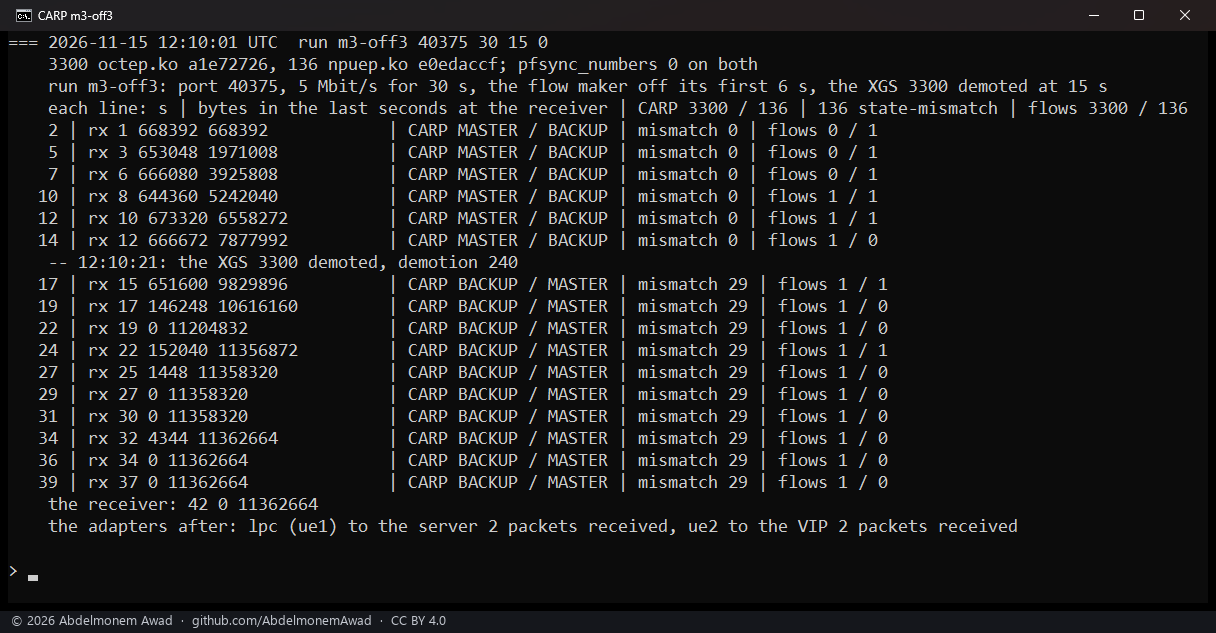 CARP m3-off3
=== 2026-11-15 12:10:01 UTC  run m3-off3 40375 30 15 0
    3300 octep.ko a1e72726, 136 npuep.ko e0edaccf; pfsync_numbers 0 on both
    run m3-off3: port 40375, 5 Mbit/s for 30 s, the flow maker off its first 6 s, the XGS 3300 demoted at 15 s
    each line: s | bytes in the last seconds at the receiver | CARP 3300 / 136 | 136 state-mismatch | flows 3300 / 136
    2 | rx 1 668392 668392            | CARP MASTER / BACKUP | mismatch 0 | flows 0 / 1
    5 | rx 3 653048 1971008           | CARP MASTER / BACKUP | mismatch 0 | flows 0 / 1
    7 | rx 6 666080 3925808           | CARP MASTER / BACKUP | mismatch 0 | flows 0 / 1
   10 | rx 8 644360 5242040           | CARP MASTER / BACKUP | mismatch 0 | flows 1 / 1
   12 | rx 10 673320 6558272          | CARP MASTER / BACKUP | mismatch 0 | flows 1 / 1
   14 | rx 12 666672 7877992          | CARP MASTER / BACKUP | mismatch 0 | flows 1 / 0
    -- 12:10:21: the XGS 3300 demoted, demotion 240
   17 | rx 15 651600 9829896          | CARP BACKUP / MASTER | mismatch 29 | flows 1 / 1
   19 | rx 17 146248 10616160         | CARP BACKUP / MASTER | mismatch 29 | flows 1 / 0
   22 | rx 19 0 11204832              | CARP BACKUP / MASTER | mismatch 29 | flows 1 / 0
   24 | rx 22 152040 11356872         | CARP BACKUP / MASTER | mismatch 29 | flows 1 / 1
   27 | rx 25 1448 11358320           | CARP BACKUP / MASTER | mismatch 29 | flows 1 / 0
   29 | rx 27 0 11358320              | CARP BACKUP / MASTER | mismatch 29 | flows 1 / 0
   31 | rx 30 0 11358320              | CARP BACKUP / MASTER | mismatch 29 | flows 1 / 0
   34 | rx 32 4344 11362664           | CARP BACKUP / MASTER | mismatch 29 | flows 1 / 0
   36 | rx 34 0 11362664              | CARP BACKUP / MASTER | mismatch 29 | flows 1 / 0
   39 | rx 37 0 11362664              | CARP BACKUP / MASTER | mismatch 29 | flows 1 / 0
    the receiver: 42 0 11362664
    the adapters after: lpc (ue1) to the server 2 packets received, ue2 to the VIP 2 packets received
>
© 2026 Abdelmonem Awad · github.com/AbdelmonemAwad · CC BY 4.0